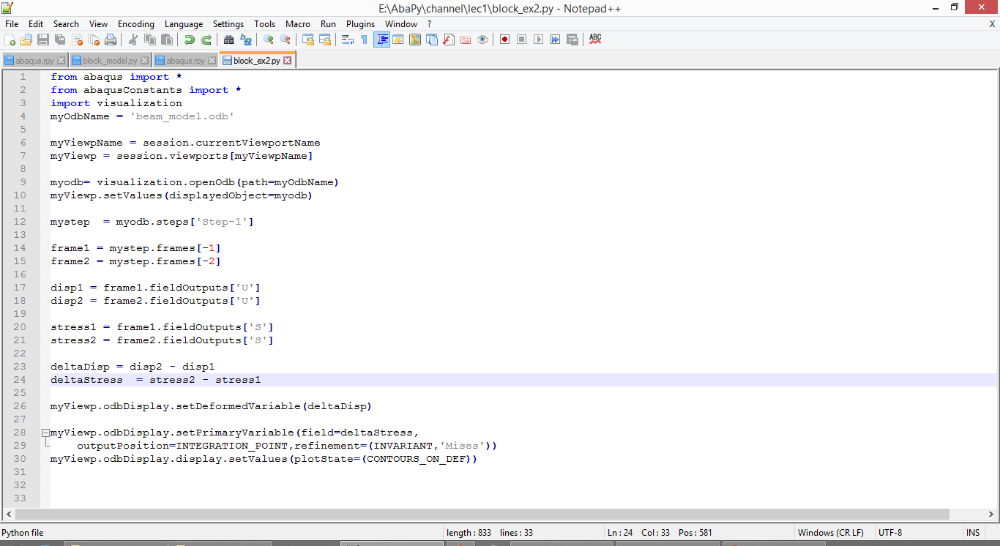 E:\AbaPy\channel\lec1\block_ex2.py - Notepad++
File Edit Search View Encoding Language Settings Tools Macro Run Plugins Window ? X
abaqus.rpy block_model.py abaqus.rpy block_ex2.py
1 from abaqus import *
2 from abaqusConstants import *
3 import visualization
4 myOdbName = 'beam_model.odb'
5
6 myViewpName = session.currentViewportName
7 myViewp = session.viewports[myViewpName]
8
9 myodb= visualization.openOdb(path=myOdbName)
10 myViewp.setValues(displayedObject=myodb)
11
12 mystep  = myodb.steps['Step-1']
13
14 frame1 = mystep.frames[-1]
15 frame2 = mystep.frames[-2]
16
17 disp1 = frame1.fieldOutputs['U']
18 disp2 = frame2.fieldOutputs['U']
19
20 stress1 = frame1.fieldOutputs['S']
21 stress2 = frame2.fieldOutputs['S']
22
23 deltaDisp = disp2 - disp1
24 deltaStress  = stress2 - stress1
25
26 myViewp.odbDisplay.setDeformedVariable(deltaDisp)
27
28 myViewp.odbDisplay.setPrimaryVariable(field=deltaStress,
29     outputPosition=INTEGRATION_POINT,refinement=(INVARIANT,'Mises'))
30 myViewp.odbDisplay.display.setValues(plotState=(CONTOURS_ON_DEF))
31
32
33
Python file length : 833 lines : 33 Ln : 24 Col : 33 Pos : 581 Windows (CR LF) UTF-8 INS